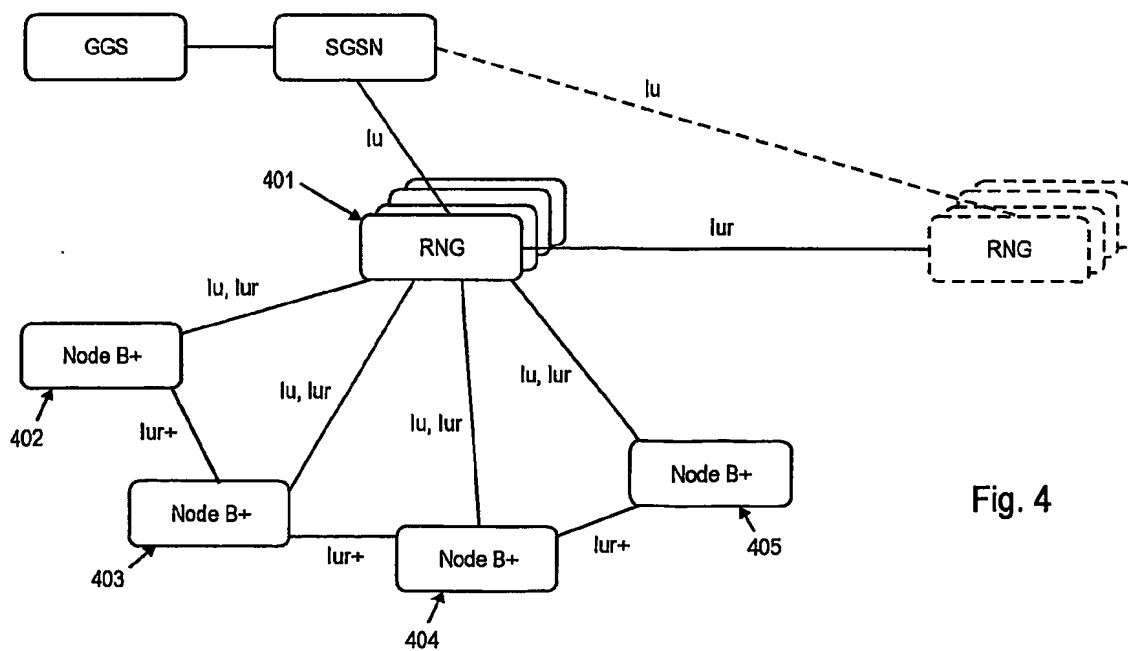 GGS
SGSN
Iu
Iu
401
RNG
Iur
RNG
Iu, Iur
Node B+
Iu, Iur
Iu, Iur
Iu, Iur
402
Iur+
Node B+
Node B+
Fig. 4
403
Iur+
Node B+
Iur+
405
404